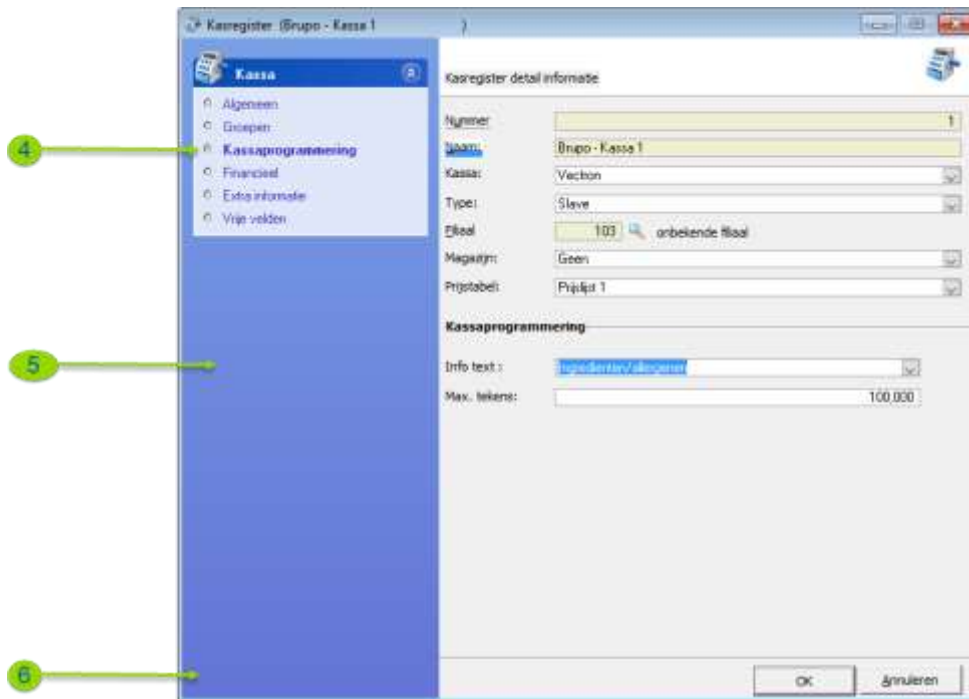 Kasregister (Brupo - Kassa 1 )
Kassa
Kasregister detail informatie
Algemeen
Groepen
4
Kassaprogrammering
Financieel
Extra informatie
Vrije velden
Nummer 1
Naam: Brupo - Kassa 1
Kassa: Vectron
Type: Slave
Filiaal 103 onbekende filiaal
Magazijn: Geen
Prijstabel: Prijslijst 1
Kassaprogrammering
5
Info text : Ingredienten/allergenen
Max. tekens: 100,000
6
OK Annuleren